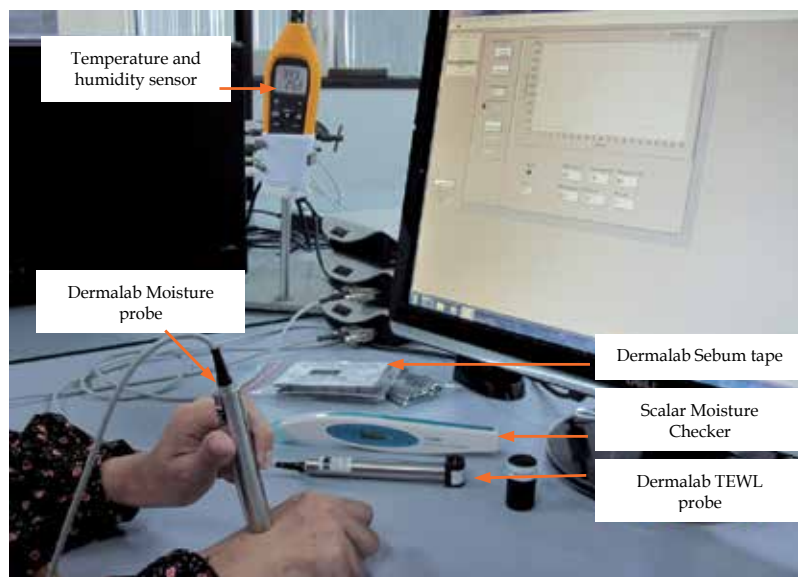 Temperature and
humidity sensor
Dermalab Moisture
probe
Dermalab Sebum tape
Scalar Moisture
Checker
Dermalab TEWL
probe